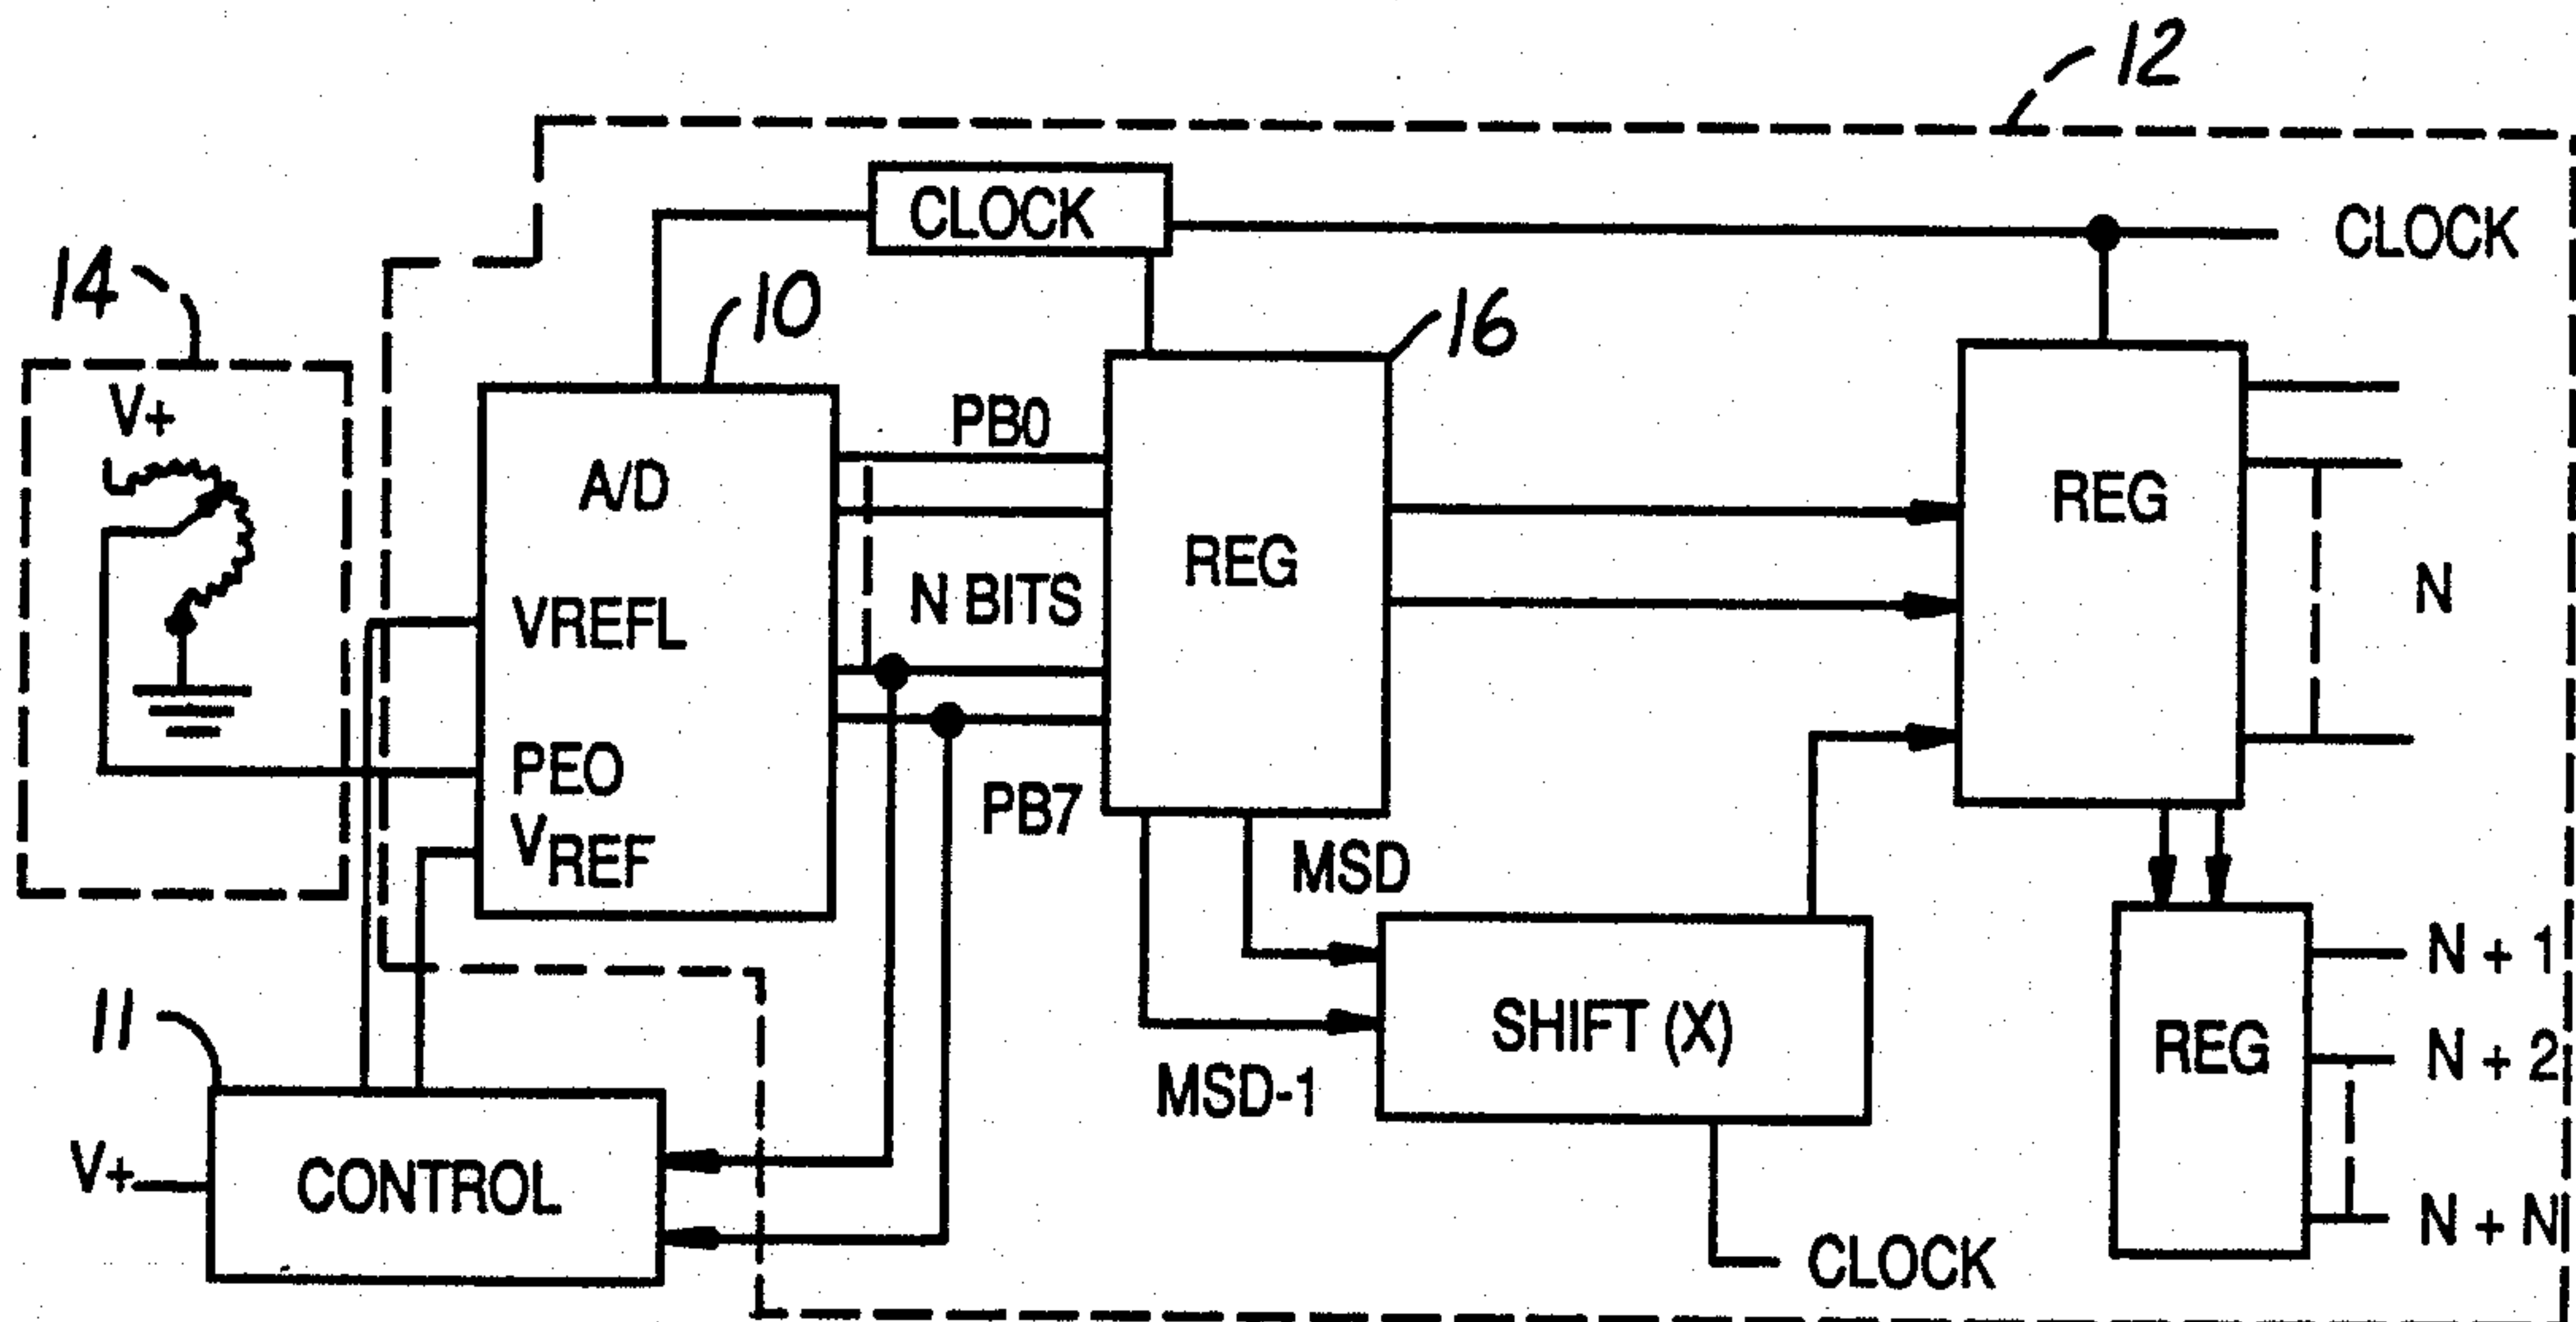 12
CLOCK
CLOCK
14
10
16
V+
PB0
A/D
REG
REG
N BITS
N
VREFL
PEO
PB7
VREF
MSD
N + 1
11
SHIFT (X)
REG
N + 2
MSD-1
V+
CONTROL
N + N
CLOCK